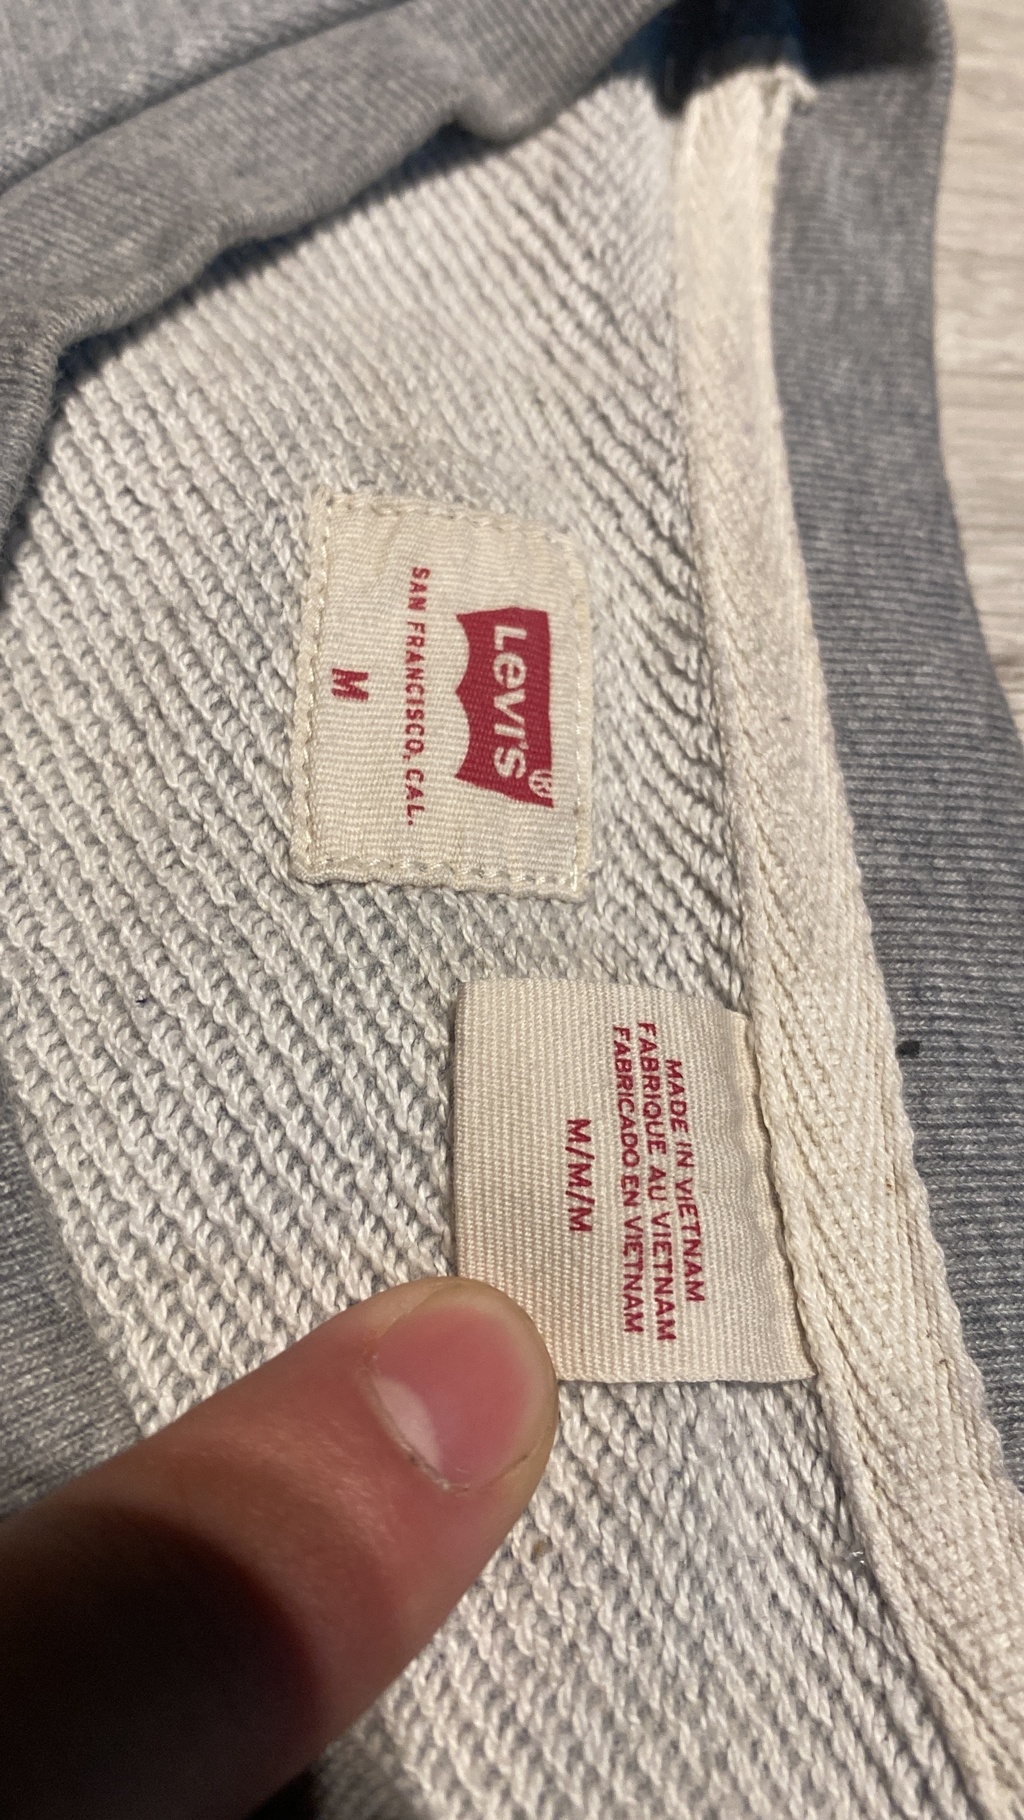 LEVI'S®
SAN FRANCISCO, CAL.
M
MADE IN VIETNAM
FABRIQUE AU VIETNAM
FABRICADO EN VIETNAM
M/M/M